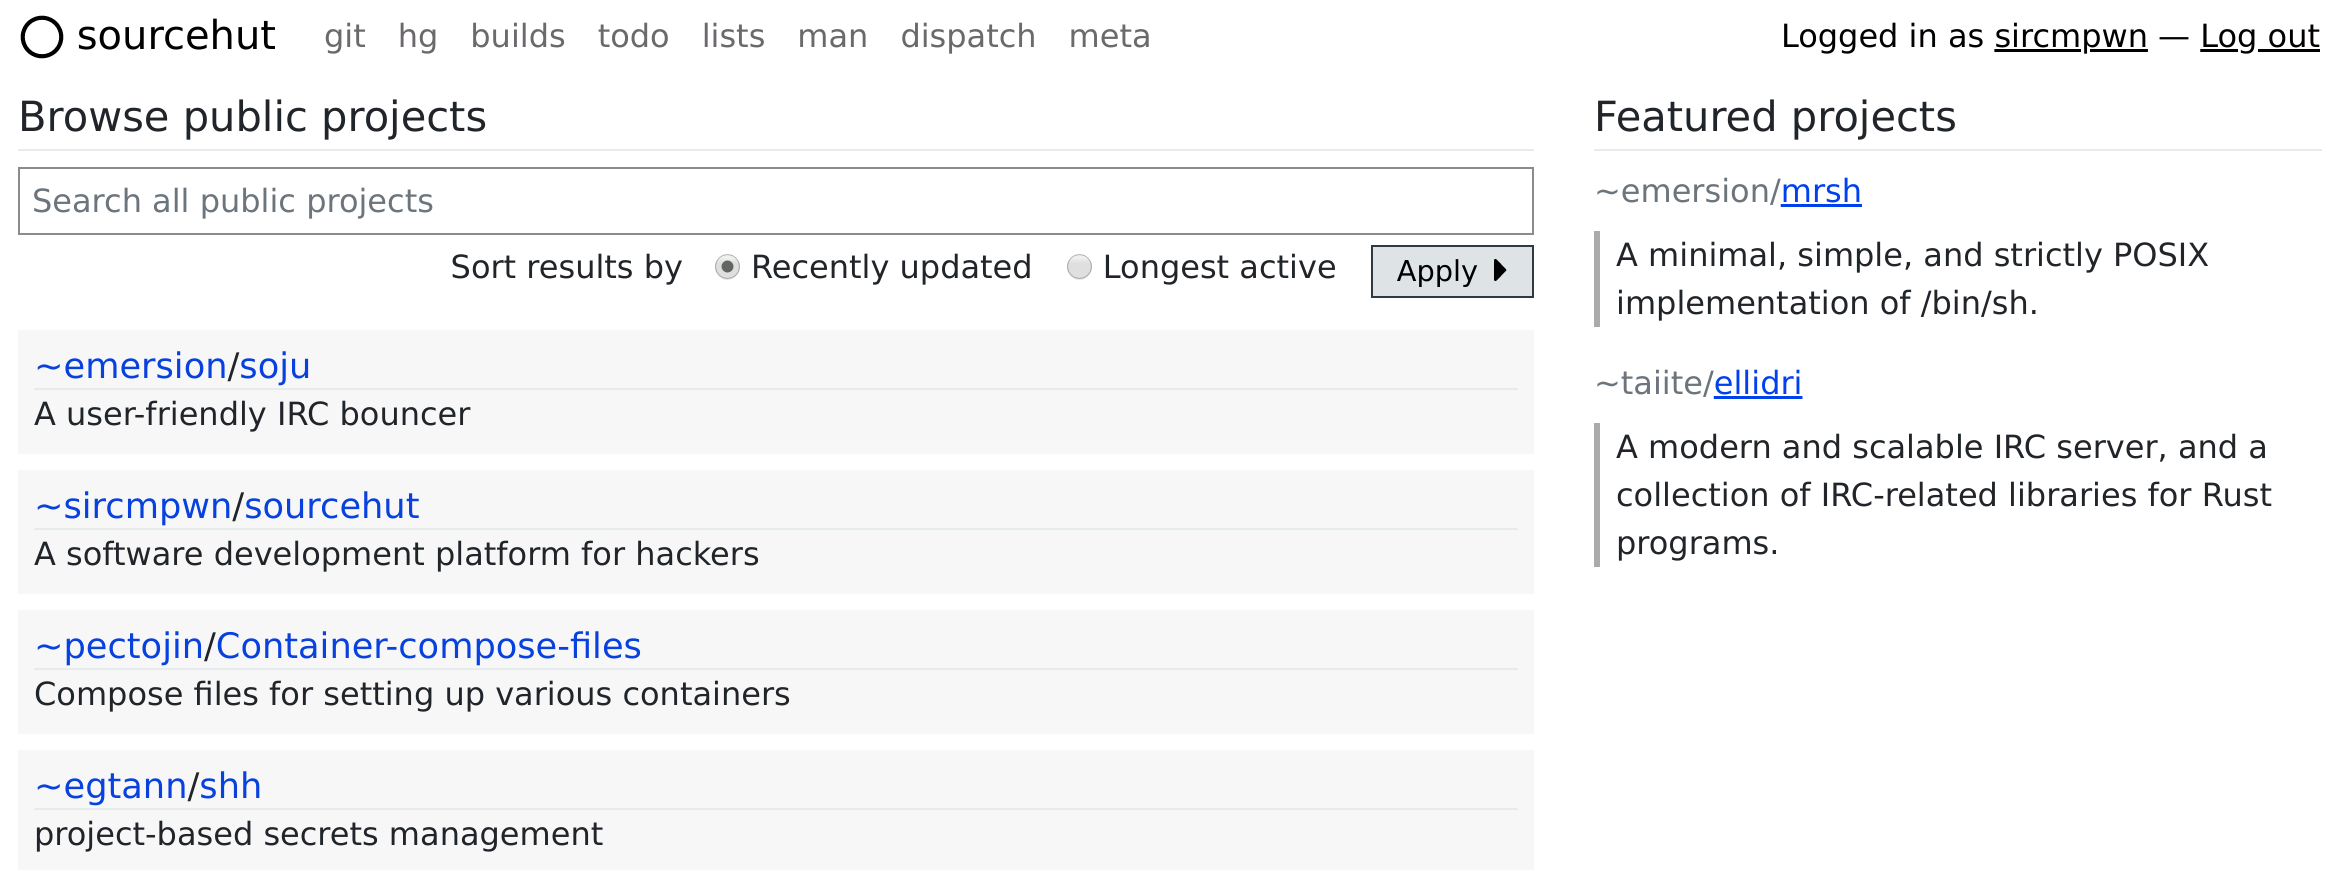 sourcehut git hg builds todo lists man dispatch meta
Logged in as sircmpwn — Log out
Browse public projects
Search all public projects
Sort results by Recently updated Longest active Apply
~emersion/soju
A user-friendly IRC bouncer
~sircmpwn/sourcehut
A software development platform for hackers
~pectojin/Container-compose-files
Compose files for setting up various containers
~egtann/shh
project-based secrets management
Featured projects
~emersion/mrsh
A minimal, simple, and strictly POSIX
implementation of /bin/sh.
~taiite/ellidri
A modern and scalable IRC server, and a
collection of IRC-related libraries for Rust
programs.